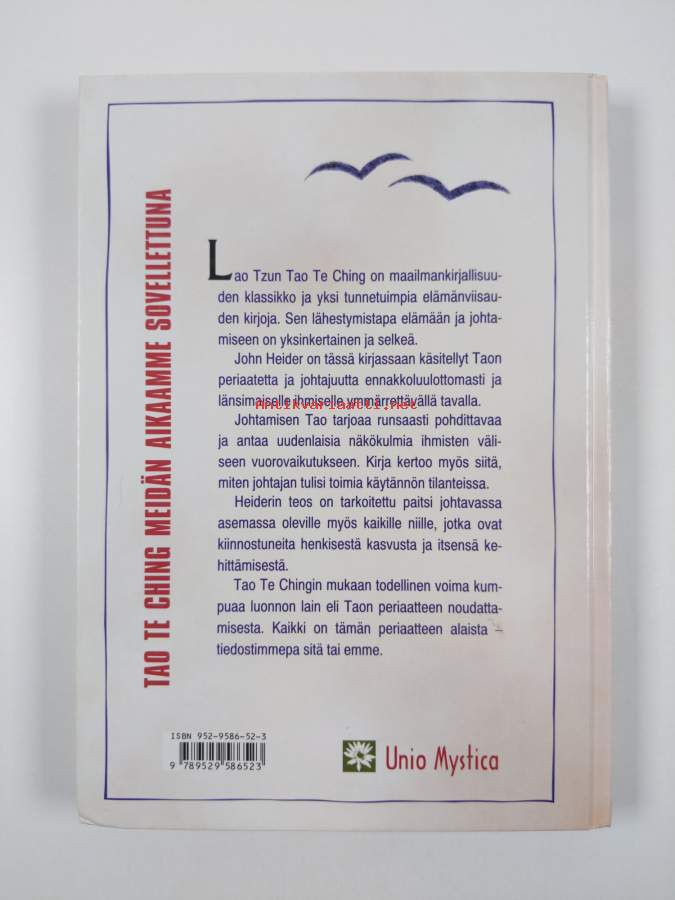 TAO TE CHING MEIDÄN AIKAAMME SOVELLETTUNA
Lao Tzun Tao Te Ching on maailmankirjallisuu-
den klassikko ja yksi tunnetuimpia elämänviisau-
den kirjoja. Sen lähestymistapa elämään ja johta-
miseen on yksinkertainen ja selkeä.
John Heider on tässä kirjassaan käsitellyt Taon
periaatetta ja johtajuutta ennakkoluulottomasti ja
länsimaiselle ihmiselle ymmärrettävällä tavalla.
Antikvariaatti.net
Johtamisen Tao tarjoaa runsaasti pohdittavaa
ja antaa uudenlaisia näkökulmia ihmisten väli-
seen vuorovaikutukseen. Kirja kertoo myös siitä,
miten johtajan tulisi toimia käytännön tilanteissa.
Heiderin teos on tarkoitettu paitsi johtavassa
asemassa oleville myös kaikille niille, jotka ovat
kiinnostuneita henkisestä kasvusta ja itsensä ke-
hittämisestä.
Tao Te Chingin mukaan todellinen voima kum-
puaa luonnon lain eli Taon periaatteen noudatta-
misesta. Kaikki on tämän periaatteen alaista –
tiedostimmepa sitä tai emme.
ISBN 952-9586-52-3
9 789529 586523
Unio Mystica